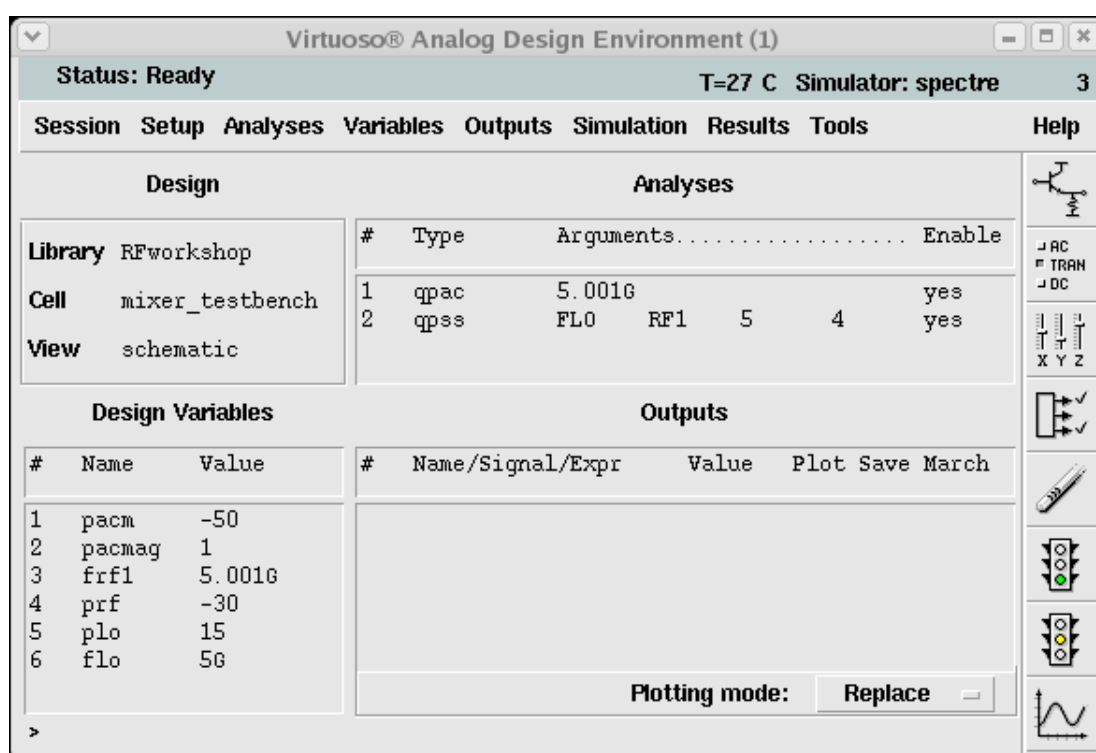 Virtuoso® Analog Design Environment (1)
Status: Ready T=27 C Simulator: spectre 3
Session Setup Analyses Variables Outputs Simulation Results Tools Help
Design
Library RFworkshop
Cell mixer_testbench
View schematic
Analyses
# Type Arguments................... Enable
1 qpac 5.001G yes
2 qpss FLO RF1 5 4 yes
Design Variables
# Name Value
1 pacm -50
2 pacmag 1
3 frf1 5.001G
4 prf -30
5 plo 15
6 flo 5G
Outputs
# Name/Signal/Expr Value Plot Save March
Plotting mode: Replace
>
AC
TRAN
DC
X Y Z